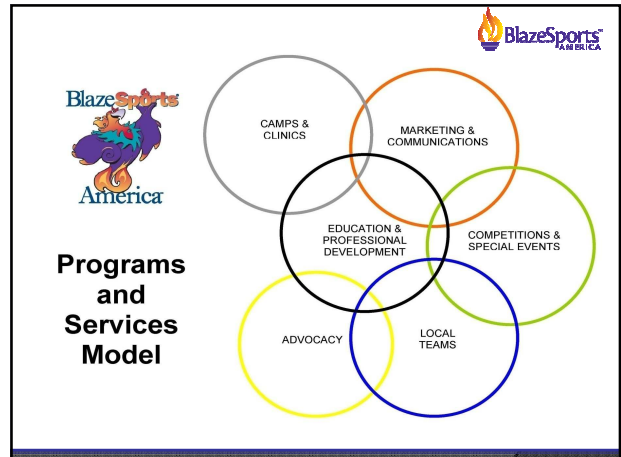 BlazeSports™
AMERICA
BlazeSports
America
CAMPS &
CLINICS
MARKETING &
COMMUNICATIONS
EDUCATION &
PROFESSIONAL
DEVELOPMENT
COMPETITIONS &
SPECIAL EVENTS
Programs
and
Services
Model
ADVOCACY
LOCAL
TEAMS